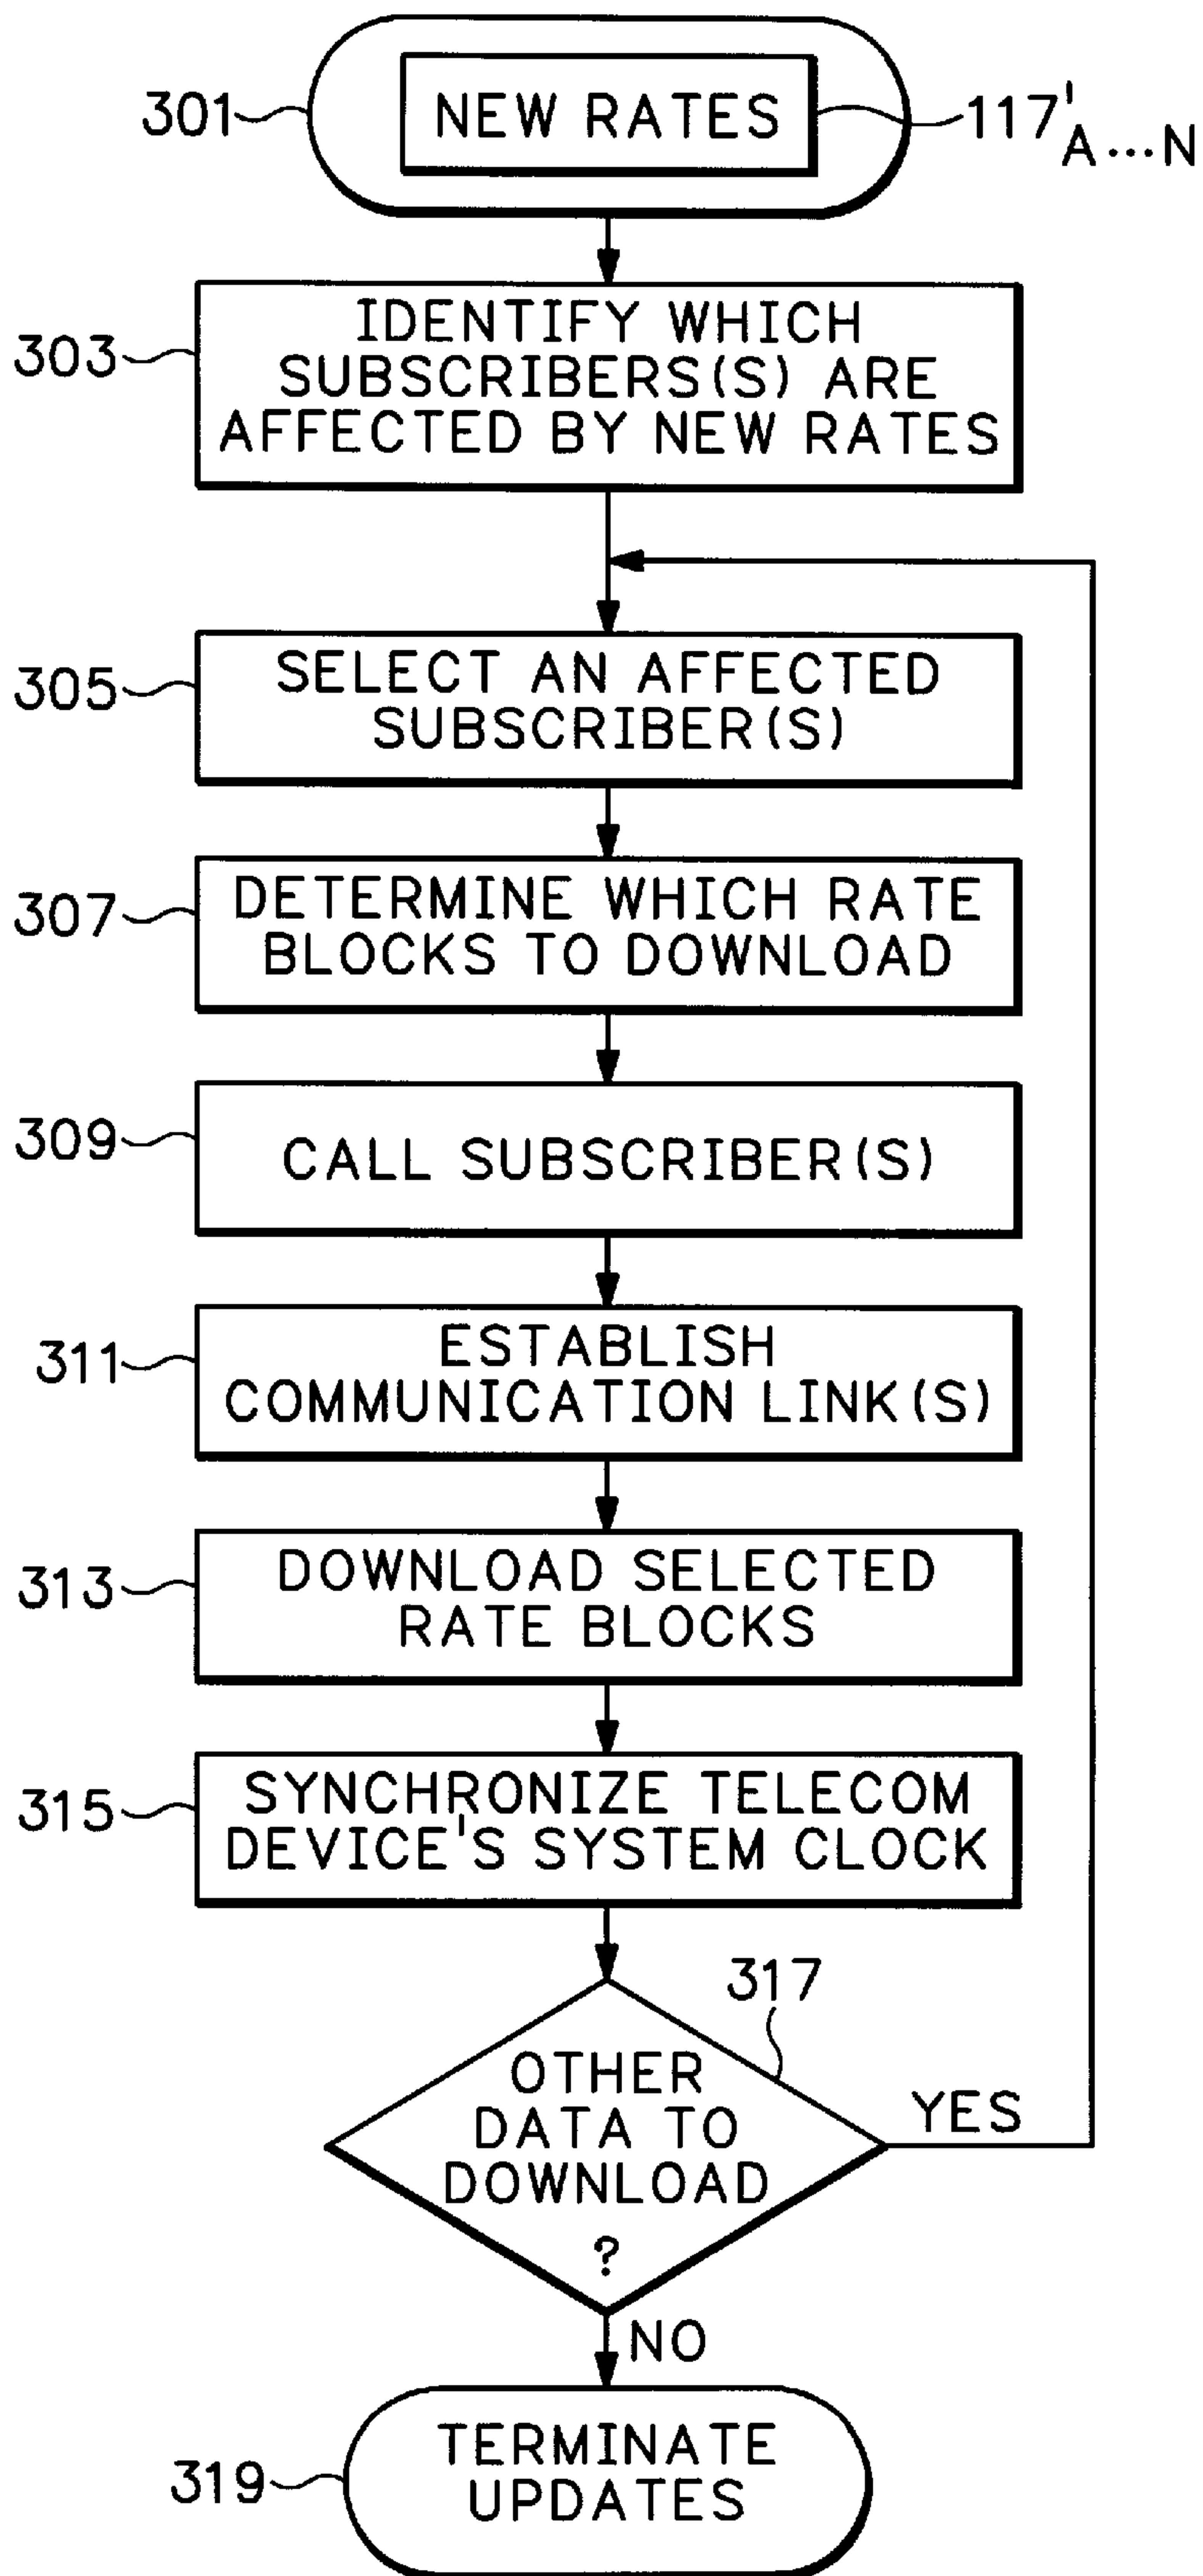 301
NEW RATES
117'A...N
303
IDENTIFY WHICH
SUBSCRIBERS(S) ARE
AFFECTED BY NEW RATES
305
SELECT AN AFFECTED
SUBSCRIBER(S)
307
DETERMINE WHICH RATE
BLOCKS TO DOWNLOAD
309
CALL SUBSCRIBER(S)
311
ESTABLISH
COMMUNICATION LINK(S)
313
DOWNLOAD SELECTED
RATE BLOCKS
315
SYNCHRONIZE TELECOM
DEVICE'S SYSTEM CLOCK
317
OTHER
DATA TO
DOWNLOAD
?
YES
NO
319
TERMINATE
UPDATES